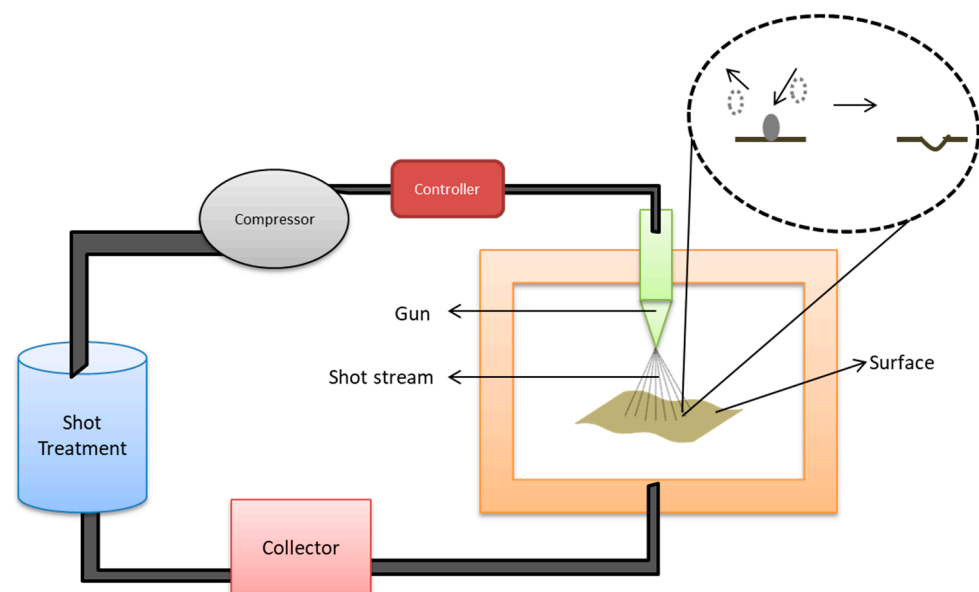 Controller
Compressor
Gun
Shot stream
Surface
Shot
Treatment
Collector